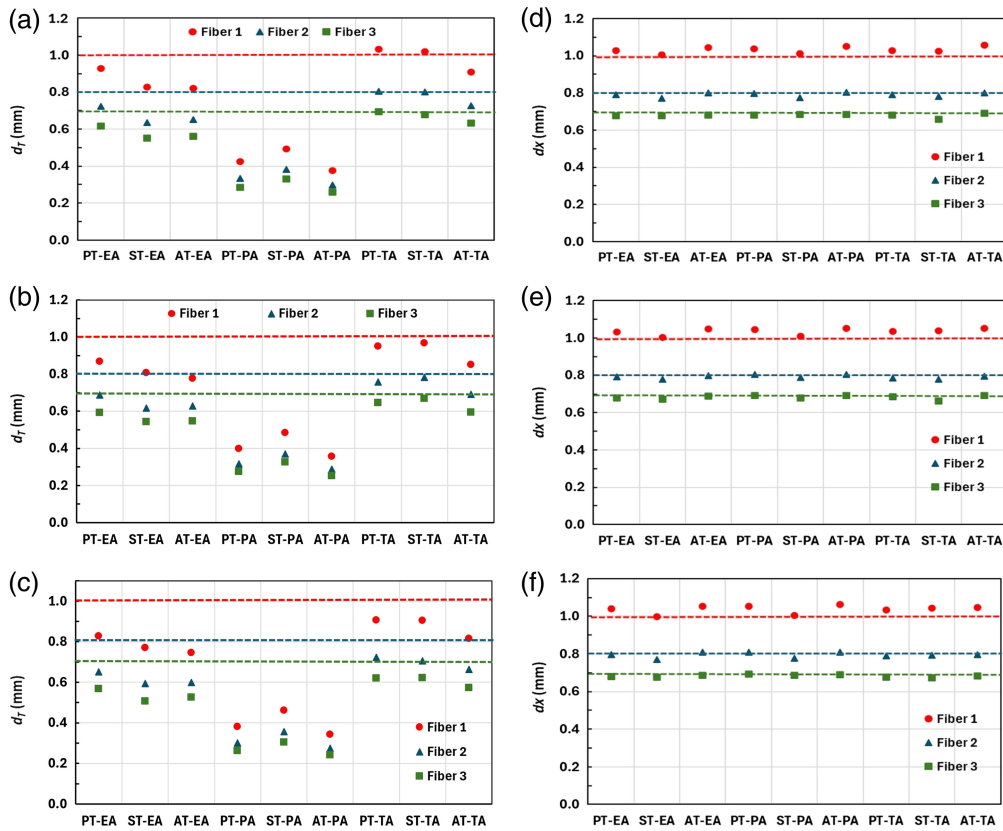 (a)
1.2
1.0
0.8
0.6
0.4
0.2
0.0
dT (mm)
Fiber 1 Fiber 2 Fiber 3
PT-EA ST-EA AT-EA PT-PA ST-PA AT-PA PT-TA ST-TA AT-TA
(d)
1.2
1.0
0.8
0.6
0.4
0.2
0.0
dx (mm)
Fiber 1
Fiber 2
Fiber 3
PT-EA ST-EA AT-EA PT-PA ST-PA AT-PA PT-TA ST-TA AT-TA
(b)
1.2
1.0
0.8
0.6
0.4
0.2
0.0
dT (mm)
Fiber 1 Fiber 2 Fiber 3
PT-EA ST-EA AT-EA PT-PA ST-PA AT-PA PT-TA ST-TA AT-TA
(e)
1.2
1.0
0.8
0.6
0.4
0.2
0.0
dx (mm)
Fiber 1
Fiber 2
Fiber 3
PT-EA ST-EA AT-EA PT-PA ST-PA AT-PA PT-TA ST-TA AT-TA
(c)
1.0
0.8
0.6
0.4
0.2
0.0
dT (mm)
Fiber 1
Fiber 2
Fiber 3
PT-EA ST-EA AT-EA PT-PA ST-PA AT-PA PT-TA ST-TA AT-TA
(f)
1.2
1.0
0.8
0.6
0.4
0.2
0.0
dx (mm)
Fiber 1
Fiber 2
Fiber 3
PT-EA ST-EA AT-EA PT-PA ST-PA AT-PA PT-TA ST-TA AT-TA